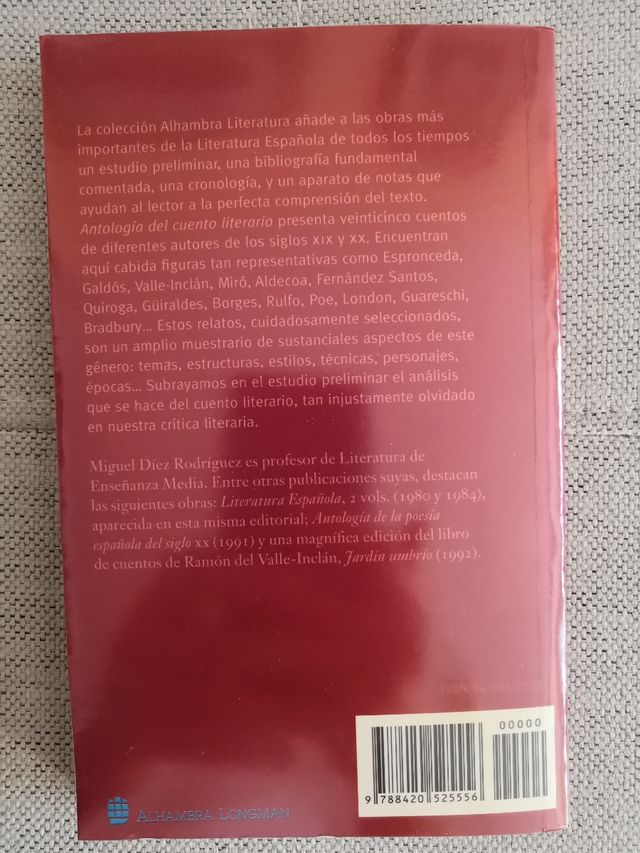 La colección Alhambra Literatura añade a las obras más
importantes de la Literatura Española de todos los tiempos
un estudio preliminar, una bibliografía fundamental
comentada, una cronología, y un aparato de notas que
ayudan al lector a la perfecta comprensión del texto.
Antología del cuento literario presenta veinticinco cuentos
de diferentes autores de los siglos XIX y XX. Encuentran
aquí cabida figuras tan representativas como Espronceda,
Galdós, Valle-Inclán, Miró, Aldecoa, Fernández Santos,
Quiroga, Güiraldes, Borges, Rulfo, Poe, London, Guareschi,
Bradbury... Estos relatos, cuidadosamente seleccionados,
son un amplio muestrario de sustanciales aspectos de este
género: temas, estructuras, estilos, técnicas, personajes,
épocas... Subrayamos en el estudio preliminar el análisis
que se hace del cuento literario, tan injustamente olvidado
en nuestra crítica literaria.
Miguel Díez Rodríguez es profesor de Literatura de
Enseñanza Media. Entre otras publicaciones suyas, destacan
las siguientes obras: Literatura Española, 2 vols. (1980 y 1984),
aparecida en esta misma editorial; Antología de la poesía
española del siglo XX (1991) y una magnífica edición del libro
de cuentos de Ramón del Valle-Inclán, Jardín umbrío (1992).
ISBN: 84-205-2555-
00000
9 788420 525556
ALHAMBRA LONGMAN